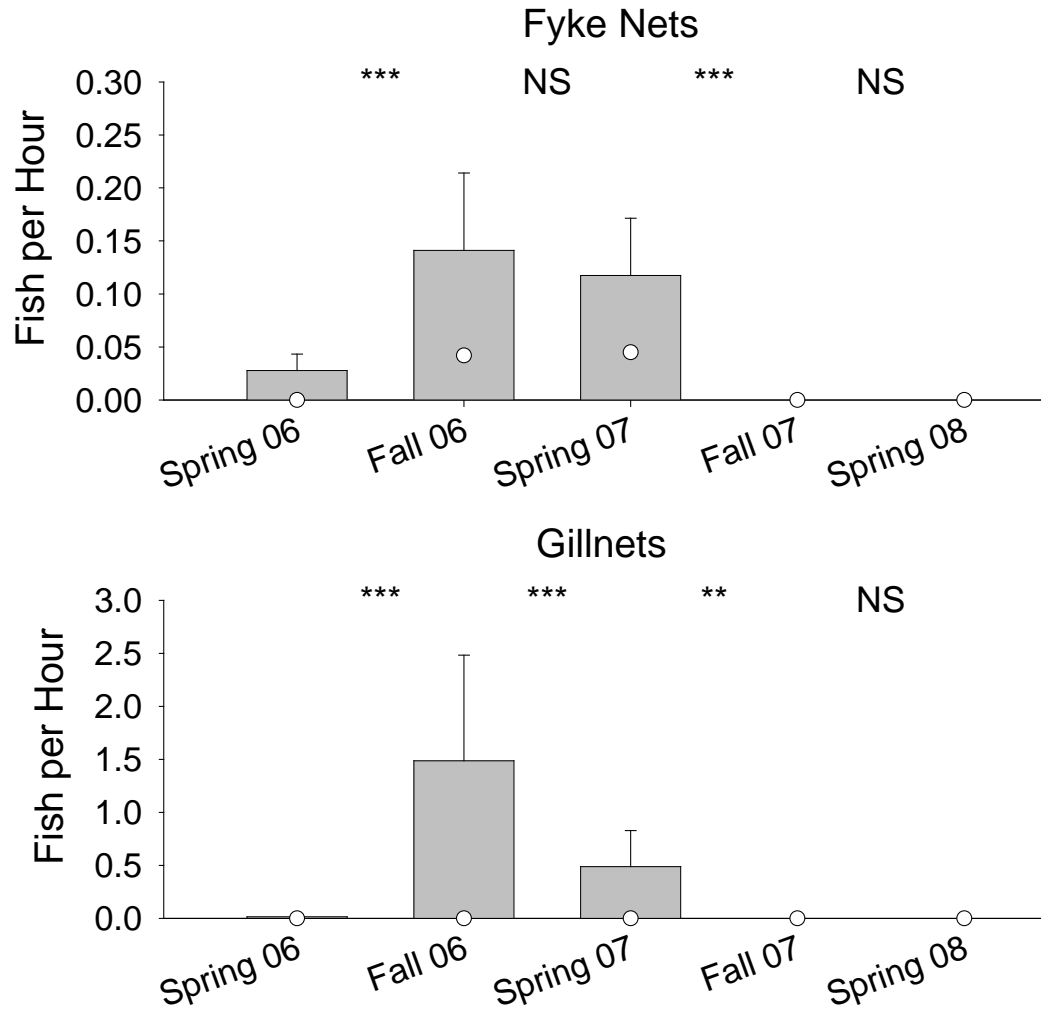 Fyke Nets
*** NS *** NS
0.30
0.25
0.20
0.15
0.10
0.05
0.00
Fish per Hour
Spring 06 Fall 06 Spring 07 Fall 07 Spring 08
Gillnets
*** *** ** NS
3.0
2.5
2.0
1.5
1.0
0.5
0.0
Fish per Hour
Spring 06 Fall 06 Spring 07 Fall 07 Spring 08